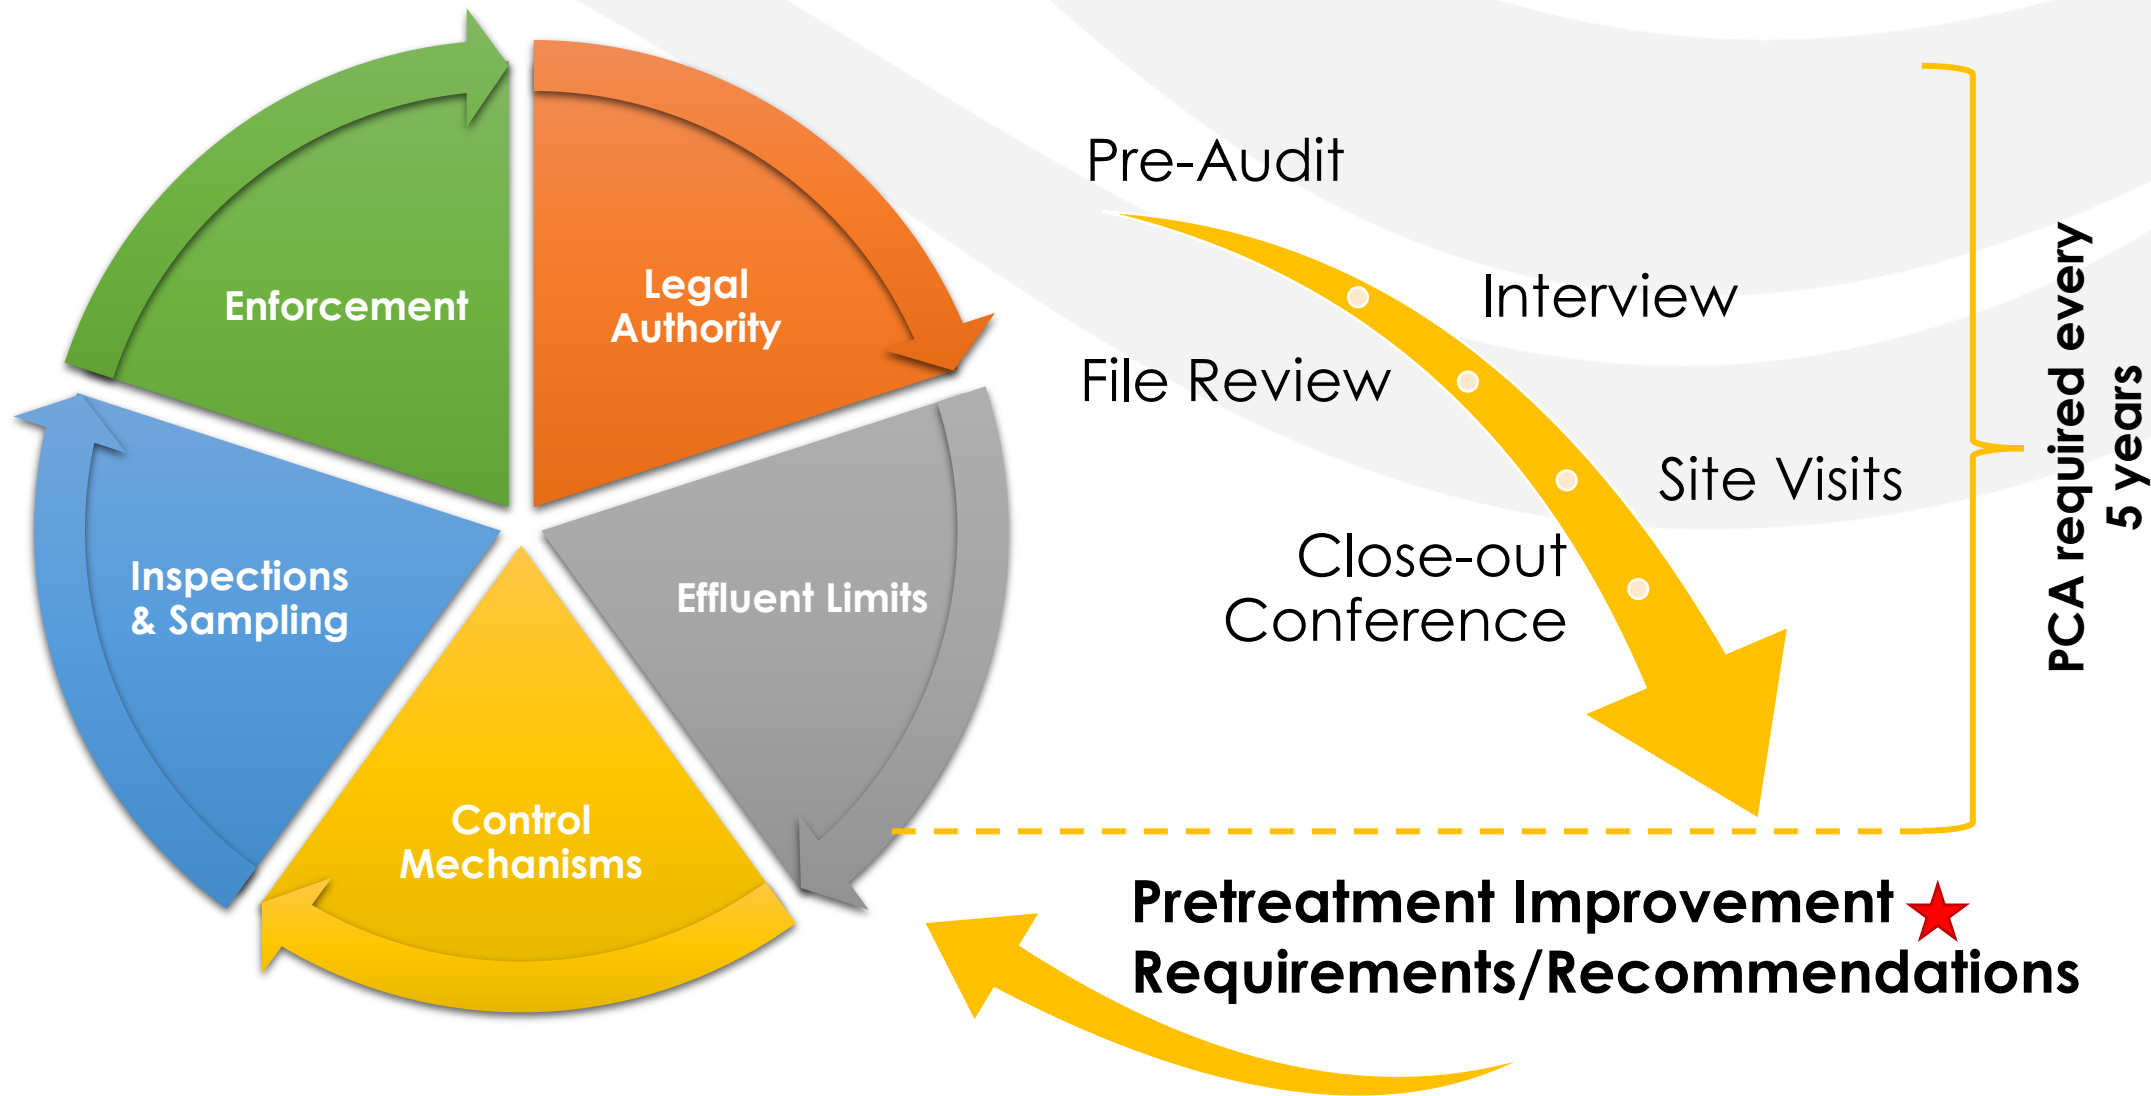 Enforcement
Legal
Authority
Effluent Limits
Control
Mechanisms
Inspections
& Sampling
Pre-Audit
Interview
File Review
Site Visits
Close-out
Conference
PCA required every
5 years
Pretreatment Improvement
Requirements/Recommendations